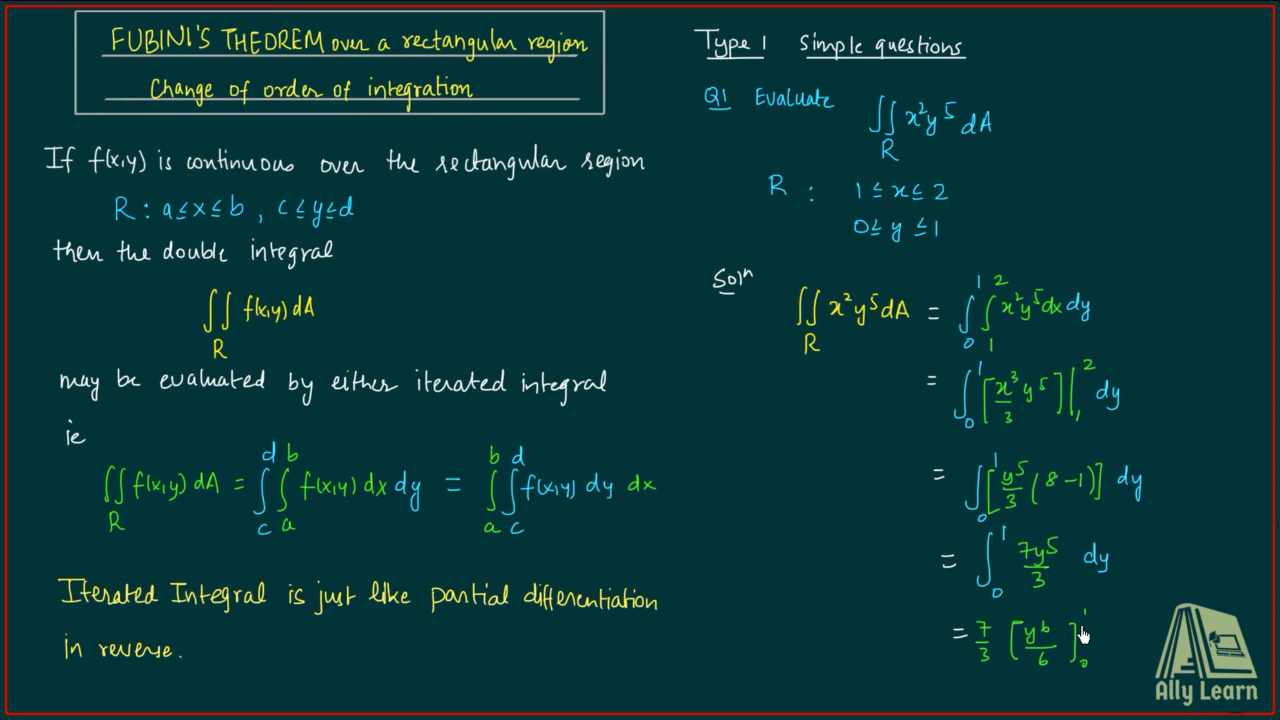 FUBINI'S THEOREM over a rectangular region
Change of order of integration
If f(x,y) is continuous over the rectangular region
R : a ≤ x ≤ b , c ≤ y ≤ d
then the double integral
∬_R f(x,y) dA
may be evaluated by either iterated integral
ie
∬_R f(x,y) dA = ∫_c^d ∫_a^b f(x,y) dx dy = ∫_a^b ∫_c^d f(x,y) dy dx
Iterated Integral is just like partial differentiation
in reverse.
Type 1 Simple questions
Q1 Evaluate ∬_R x²y⁵ dA
R : 1 ≤ x ≤ 2
0 ≤ y ≤ 1
Solⁿ
∬_R x²y⁵ dA = ∫_0^1 ∫_1^2 x²y⁵ dx dy
= ∫_0^1 [x³/3 y⁵]|_1^2 dy
= ∫_0^1 [y⁵/3 (8 - 1)] dy
= ∫_0^1 7y⁵/3 dy
= 7/3 [y⁶/6]_0^1
Ally Learn